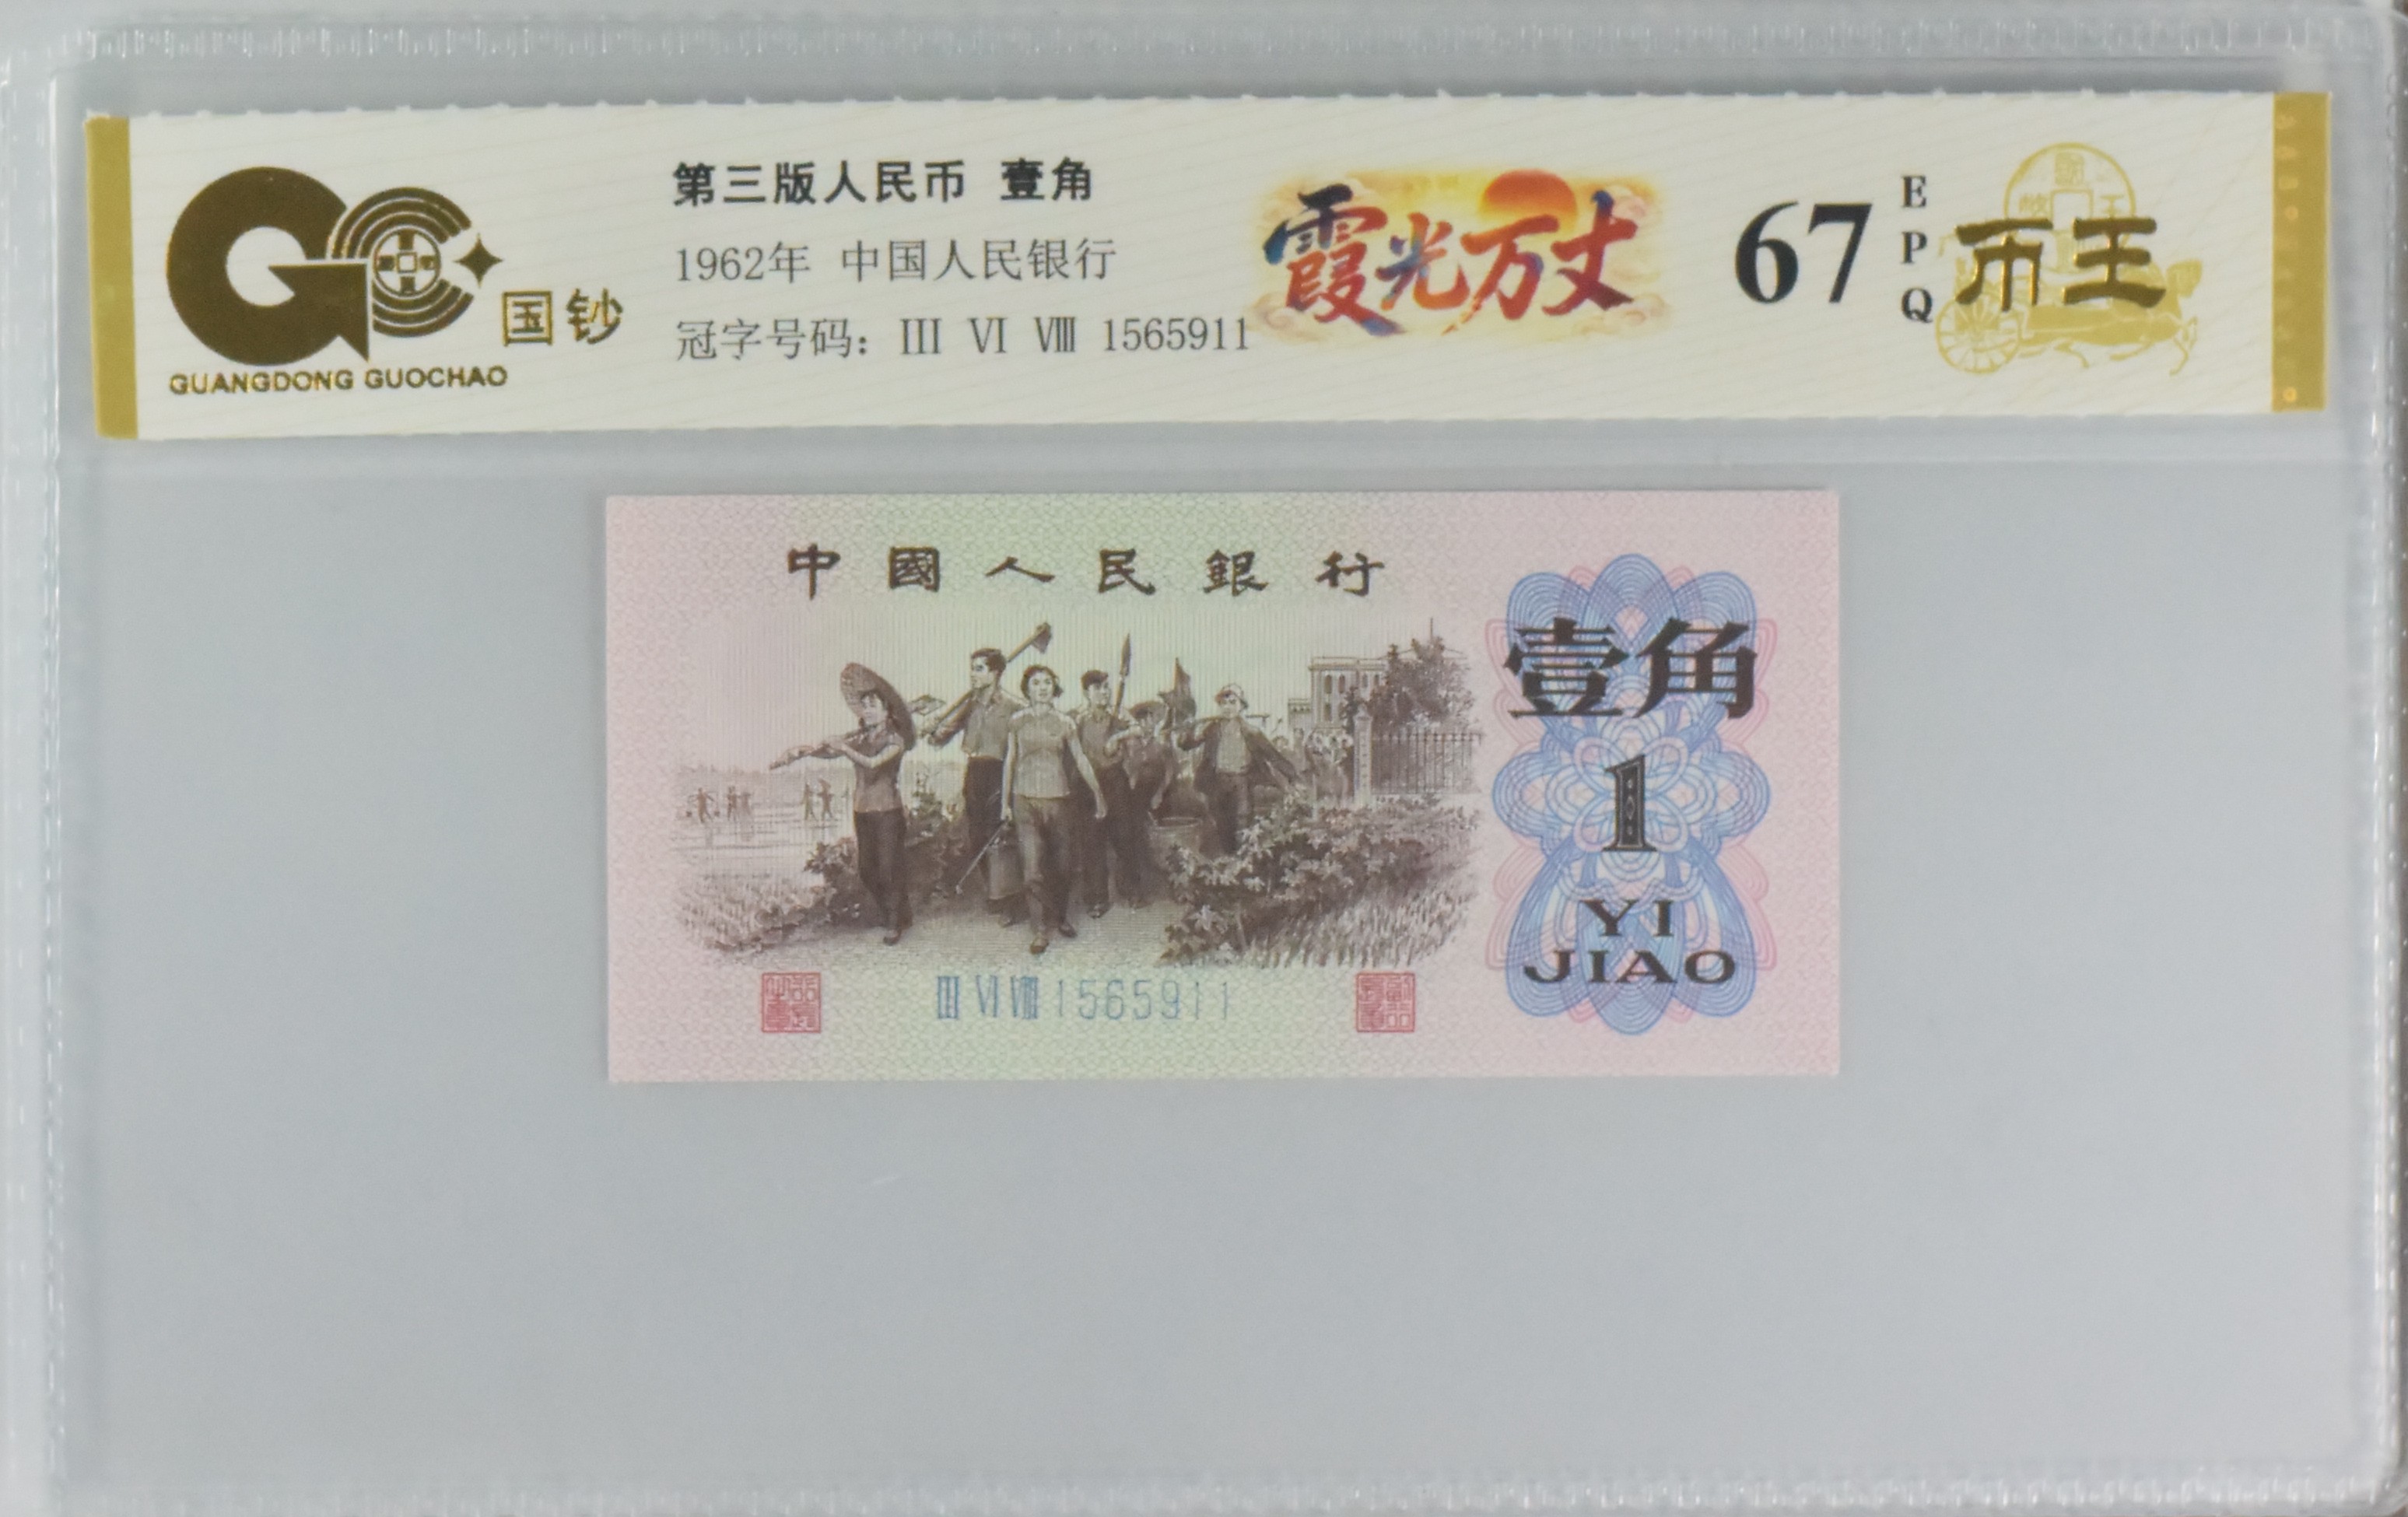 国钞
GUANGDONG GUOCHAO
第三版人民币 壹角
1962年 中国人民银行
冠字号码：III VI VIII 1565911
霞光万丈
67
EPQ
币王
中國人民銀行
壹角
1
YI
JIAO
III VI VIII 1565911